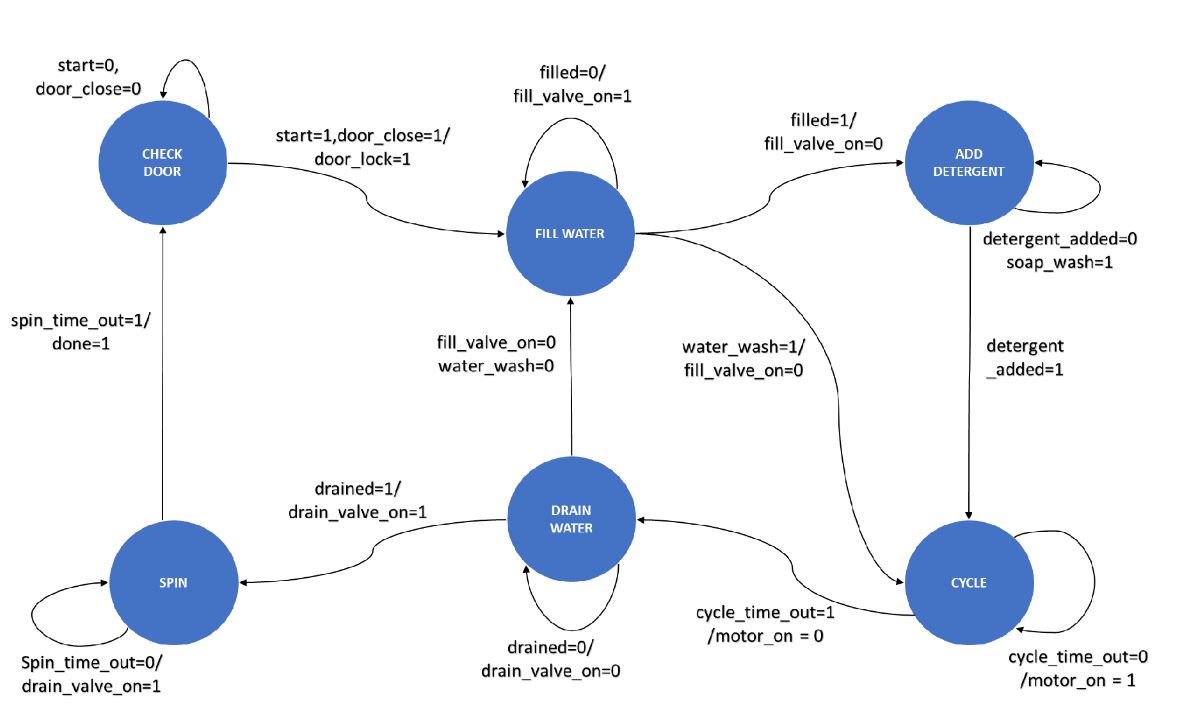 start=0,
door_close=0
CHECK
DOOR
start=1,door_close=1/
door_lock=1
filled=0/
fill_valve_on=1
FILL WATER
filled=1/
fill_valve_on=0
ADD
DETERGENT
detergent_added=0
soap_wash=1
spin_time_out=1/
done=1
fill_valve_on=0
water_wash=0
water_wash=1/
fill_valve_on=0
detergent
_added=1
drained=1/
drain_valve_on=1
DRAIN
WATER
SPIN
CYCLE
cycle_time_out=1
/motor_on = 0
Spin_time_out=0/
drain_valve_on=1
drained=0/
drain_valve_on=0
cycle_time_out=0
/motor_on = 1